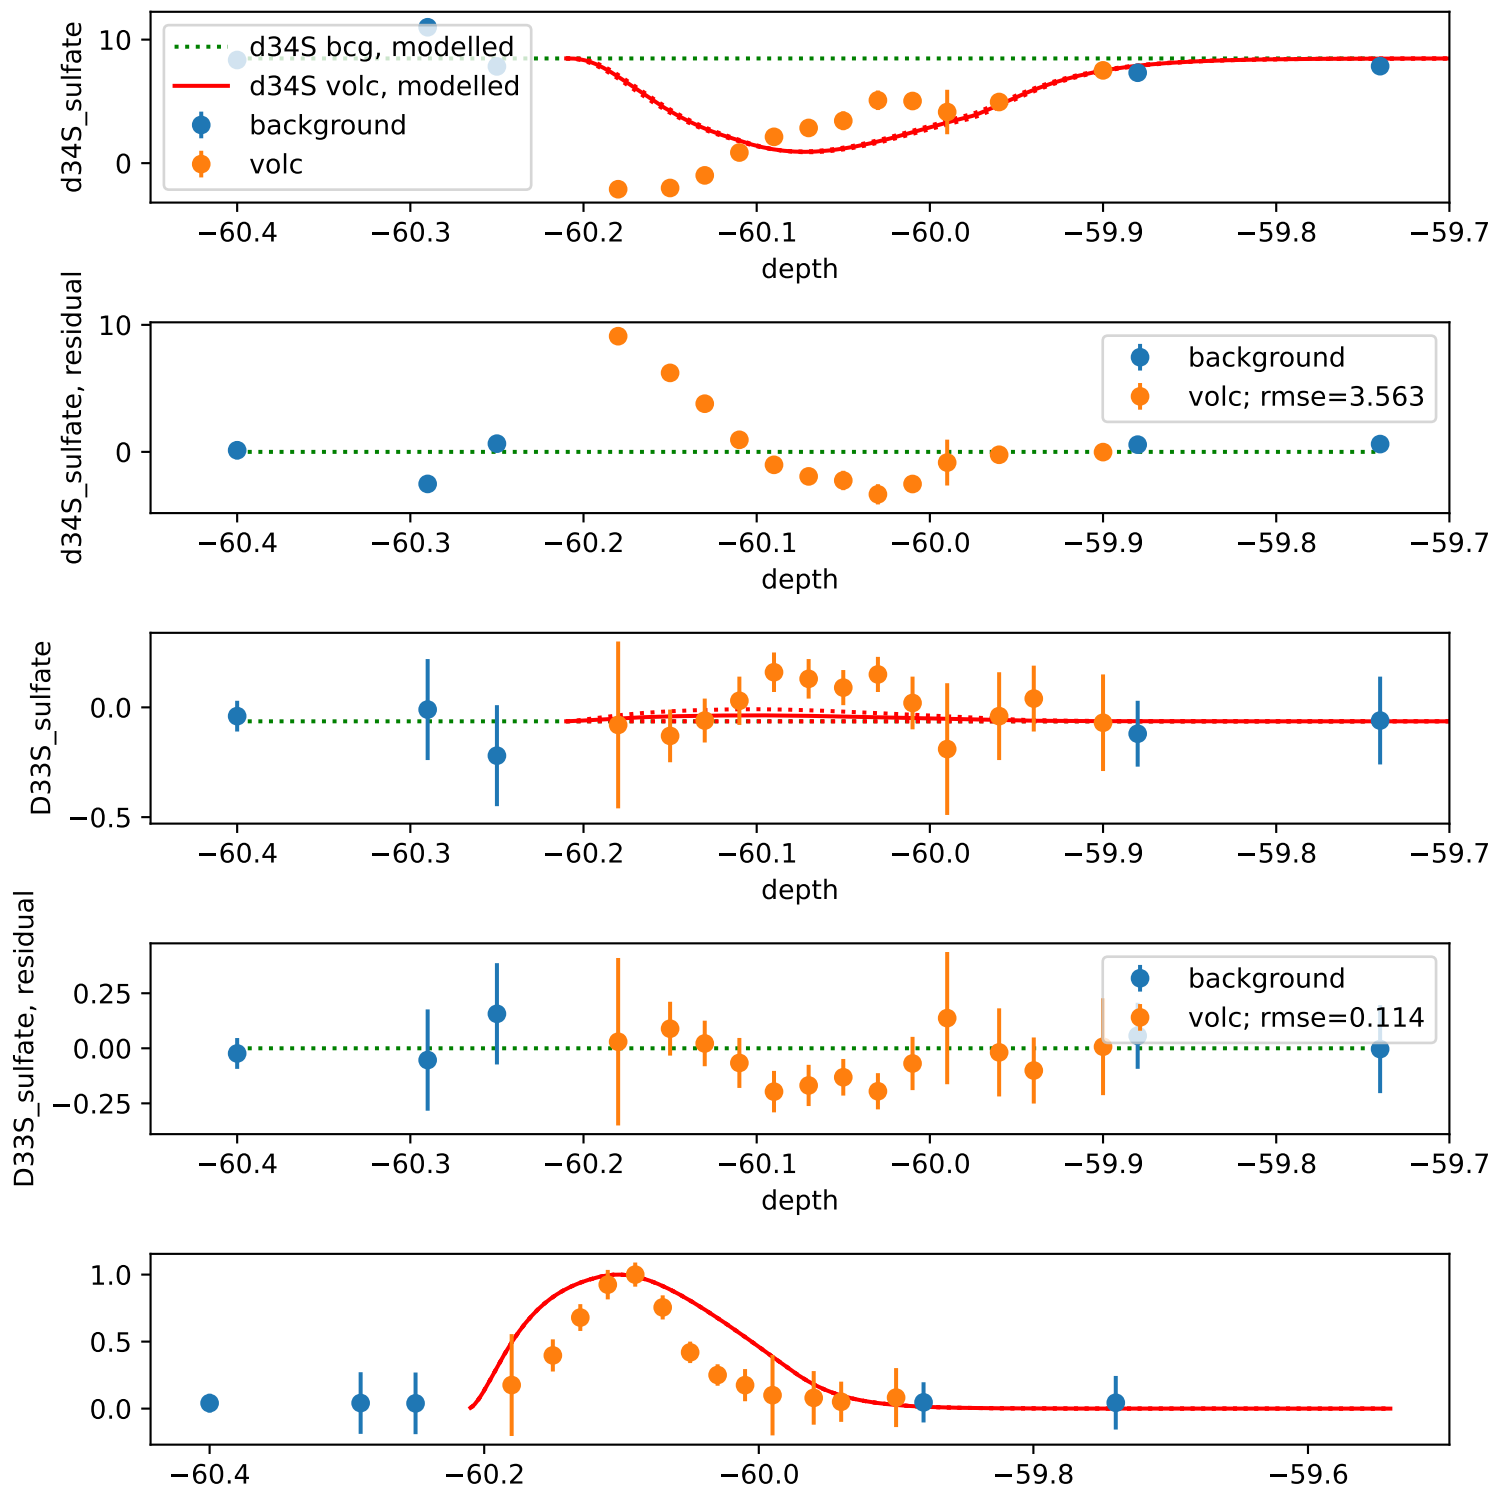 d34S_sulfate
10
0
d34S bcg, modelled
d34S volc, modelled
background
volc
−60.4 −60.3 −60.2 −60.1 −60.0 −59.9 −59.8 −59.7
depth
d34S_sulfate, residual
10
0
background
volc; rmse=3.563
−60.4 −60.3 −60.2 −60.1 −60.0 −59.9 −59.8 −59.7
depth
D33S_sulfate
0.0
−0.5
−60.4 −60.3 −60.2 −60.1 −60.0 −59.9 −59.8 −59.7
depth
D33S_sulfate, residual
0.25
0.00
−0.25
background
volc; rmse=0.114
−60.4 −60.3 −60.2 −60.1 −60.0 −59.9 −59.8 −59.7
depth
1.0
0.5
0.0
−60.4 −60.2 −60.0 −59.8 −59.6